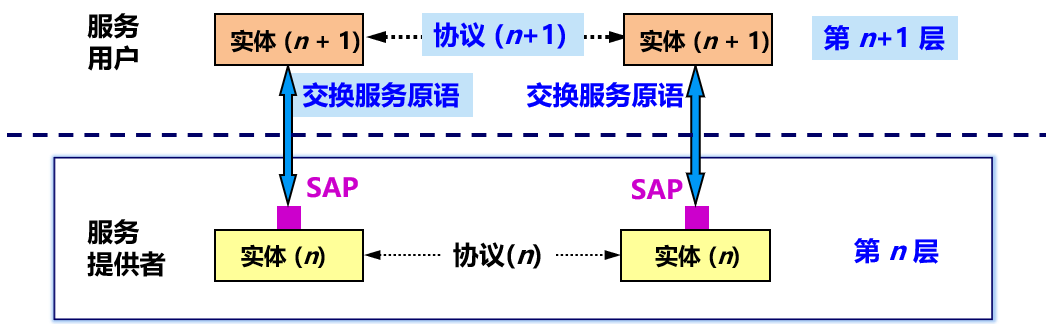 服务
用户
实体 (n + 1)
协议 (n+1)
实体 (n + 1)
第 n+1 层
交换服务原语
交换服务原语
SAP
SAP
服务
提供者
实体 (n)
协议(n)
实体 (n)
第 n 层